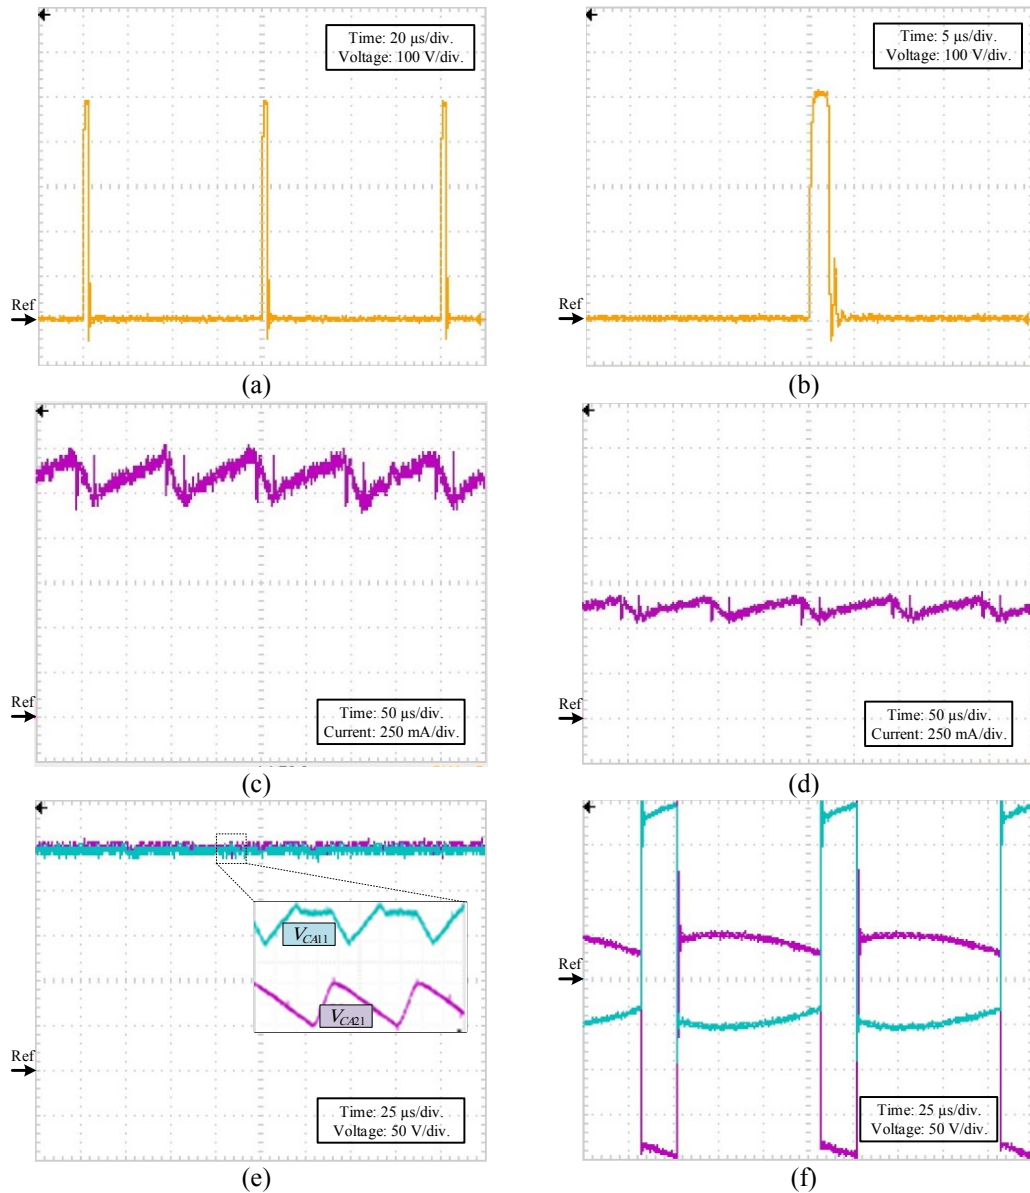 Time: 20 µs/div.
Voltage: 100 V/div.
Ref
(a)
Time: 5 µs/div.
Voltage: 100 V/div.
Ref
(b)
Ref
Time: 50 µs/div.
Current: 250 mA/div.
(c)
Ref
Time: 50 µs/div.
Current: 250 mA/div.
(d)
V_CA11
V_CA21
Ref
Time: 25 µs/div.
Voltage: 50 V/div.
(e)
Ref
Time: 25 µs/div.
Voltage: 50 V/div.
(f)